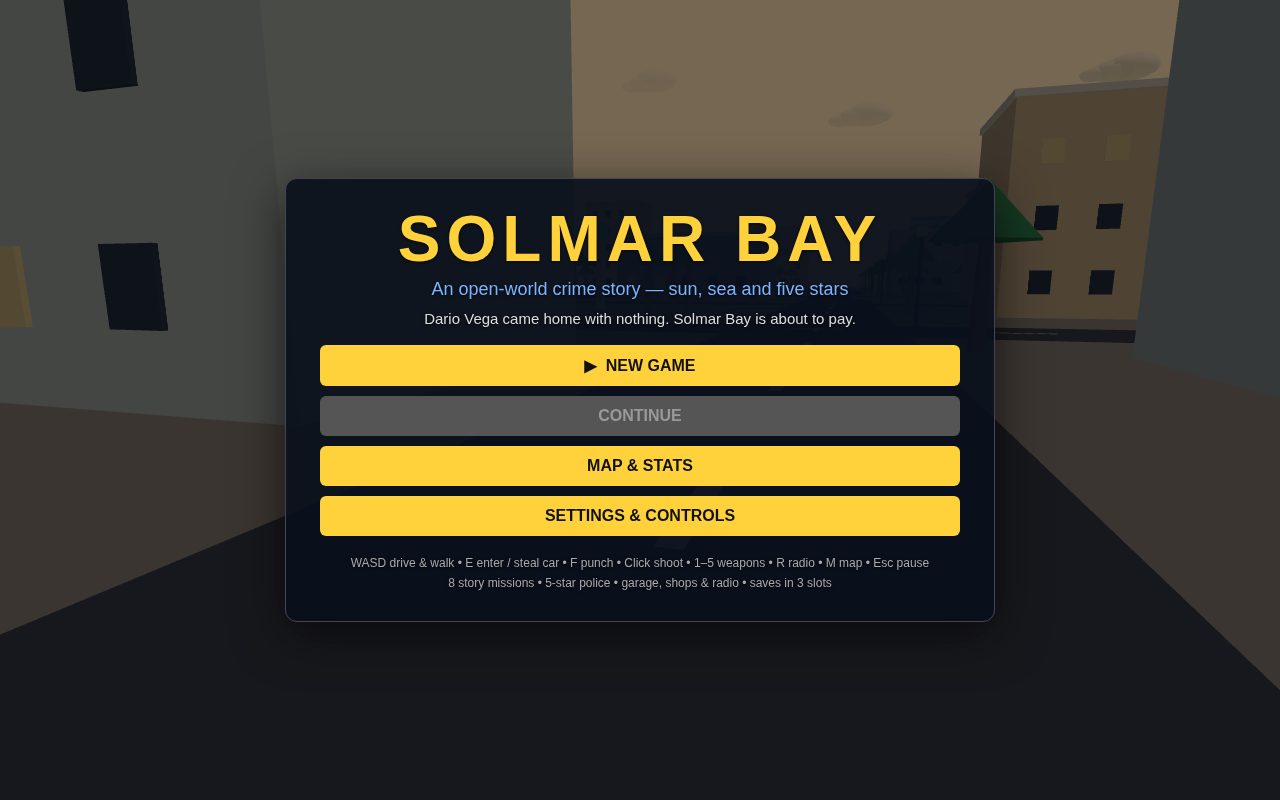 SOLMAR BAY
An open-world crime story — sun, sea and five stars
Dario Vega came home with nothing. Solmar Bay is about to pay.
▶ NEW GAME
CONTINUE
MAP & STATS
SETTINGS & CONTROLS
WASD drive & walk • E enter / steal car • F punch • Click shoot • 1–5 weapons • R radio • M map • Esc pause
8 story missions • 5-star police • garage, shops & radio • saves in 3 slots